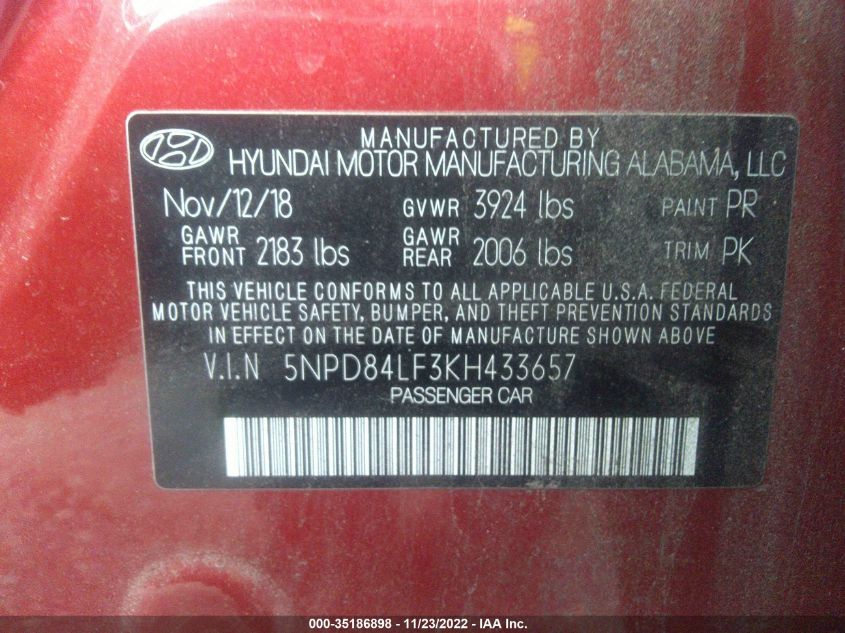 MANUFACTURED BY
HYUNDAI MOTOR MANUFACTURING ALABAMA, LLC
Nov/12/18 GVWR 3924 lbs PAINT PR
GAWR FRONT 2183 lbs GAWR REAR 2006 lbs TRIM PK
THIS VEHICLE CONFORMS TO ALL APPLICABLE U.S.A. FEDERAL
MOTOR VEHICLE SAFETY, BUMPER, AND THEFT PREVENTION STANDARDS
IN EFFECT ON THE DATE OF MANUFACTURE SHOWN ABOVE
V.I.N 5NPD84LF3KH433657
PASSENGER CAR
000-35186898 - 11/23/2022 - IAA Inc.